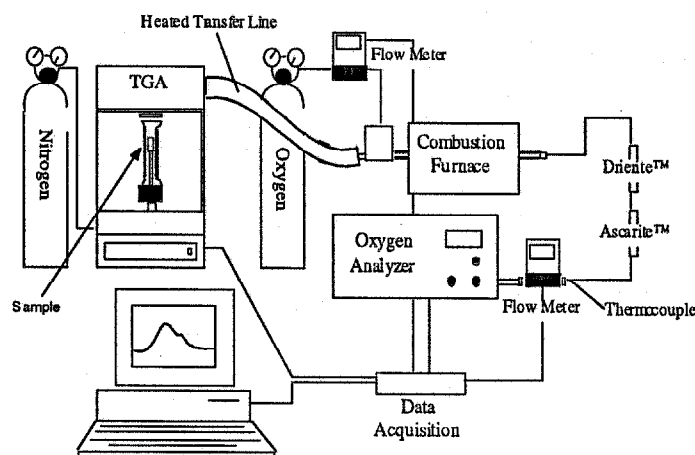 Heated Transfer Line
TGA
Flow Meter
Nitrogen
Oxygen
Combustion
Furnace
Driente™
Ascarite™
Oxygen
Analyzer
Sample
Flow Meter
Thermocouple
Data
Acquisition